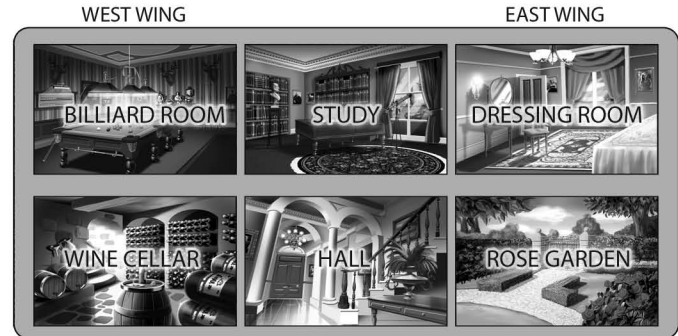 WEST WING
EAST WING
BILLIARD ROOM
STUDY
DRESSING ROOM
WINE CELLAR
HALL
ROSE GARDEN